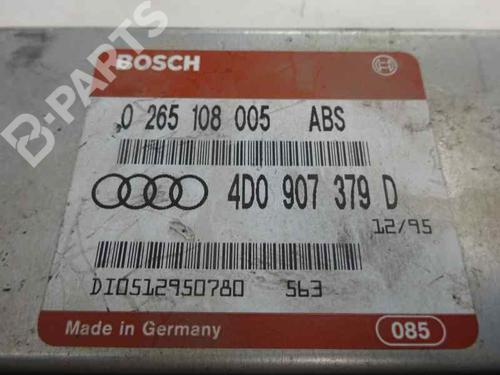 BOSCH
0 265 108 005 ABS
4D0 907 379 D
12/95
DI0512950780 563
Made in Germany
085
B-PARTS